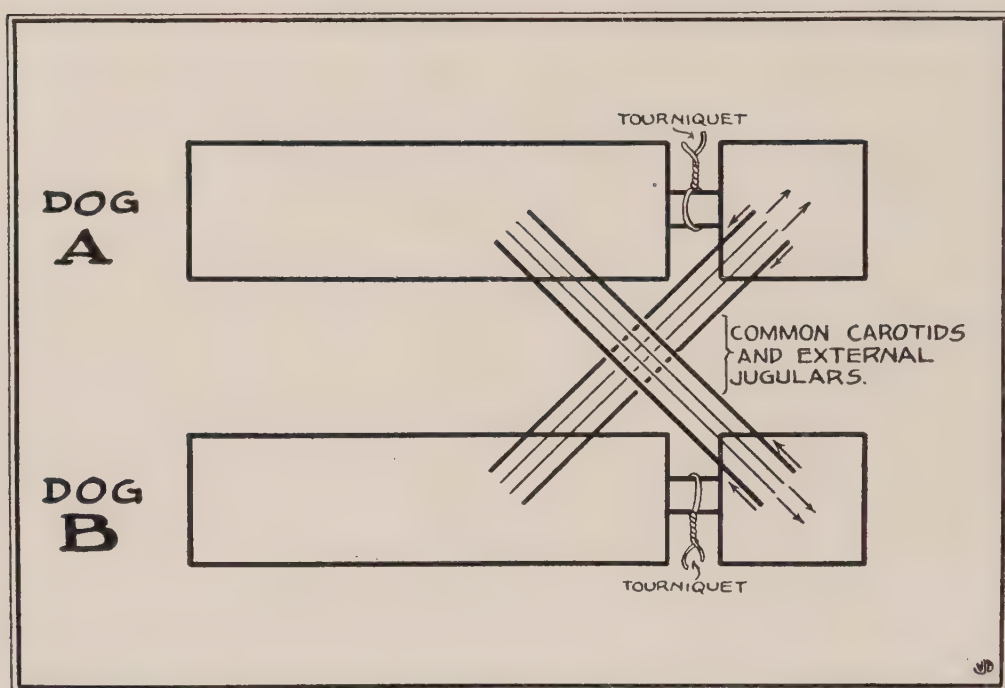 TOURNIQUET
DOG
A
COMMON CAROTIDS
AND EXTERNAL
JUGULARS.
DOG
B
TOURNIQUET